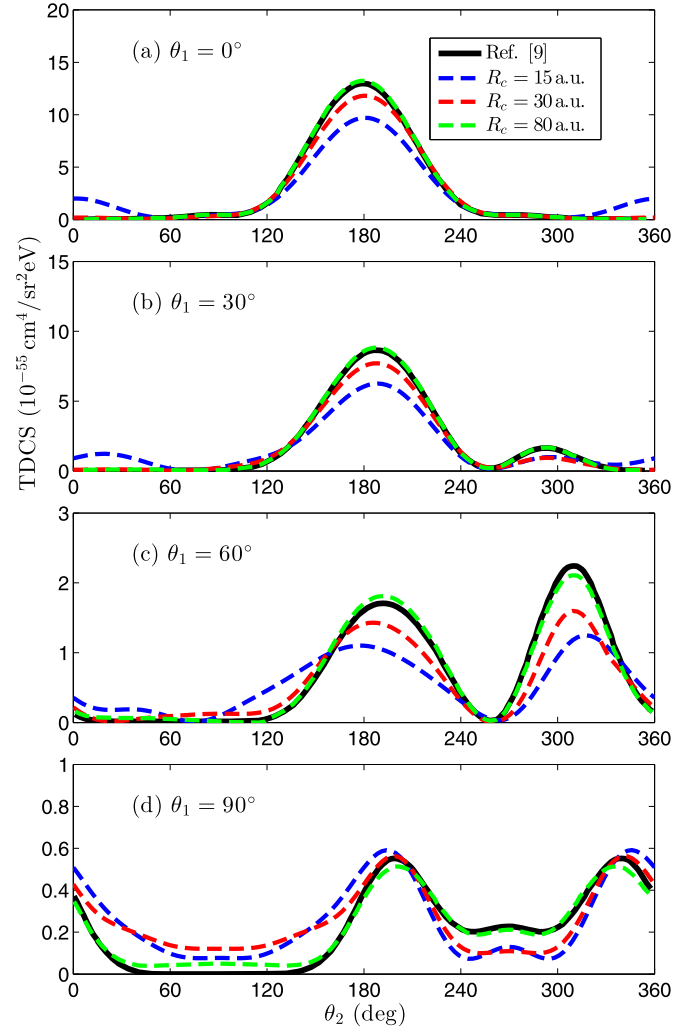 20
15
10
5
0
(a) θ₁ = 0°
Ref. [9]
R_c = 15 a.u.
R_c = 30 a.u.
R_c = 80 a.u.
0 60 120 180 240 300 360
15
10
5
0
(b) θ₁ = 30°
0 60 120 180 240 300 360
TDCS (10⁻⁵⁵ cm⁴/sr²eV)
3
2
1
0
(c) θ₁ = 60°
0 60 120 180 240 300 360
1
0.8
0.6
0.4
0.2
0
(d) θ₁ = 90°
0 60 120 180 240 300 360
θ₂ (deg)